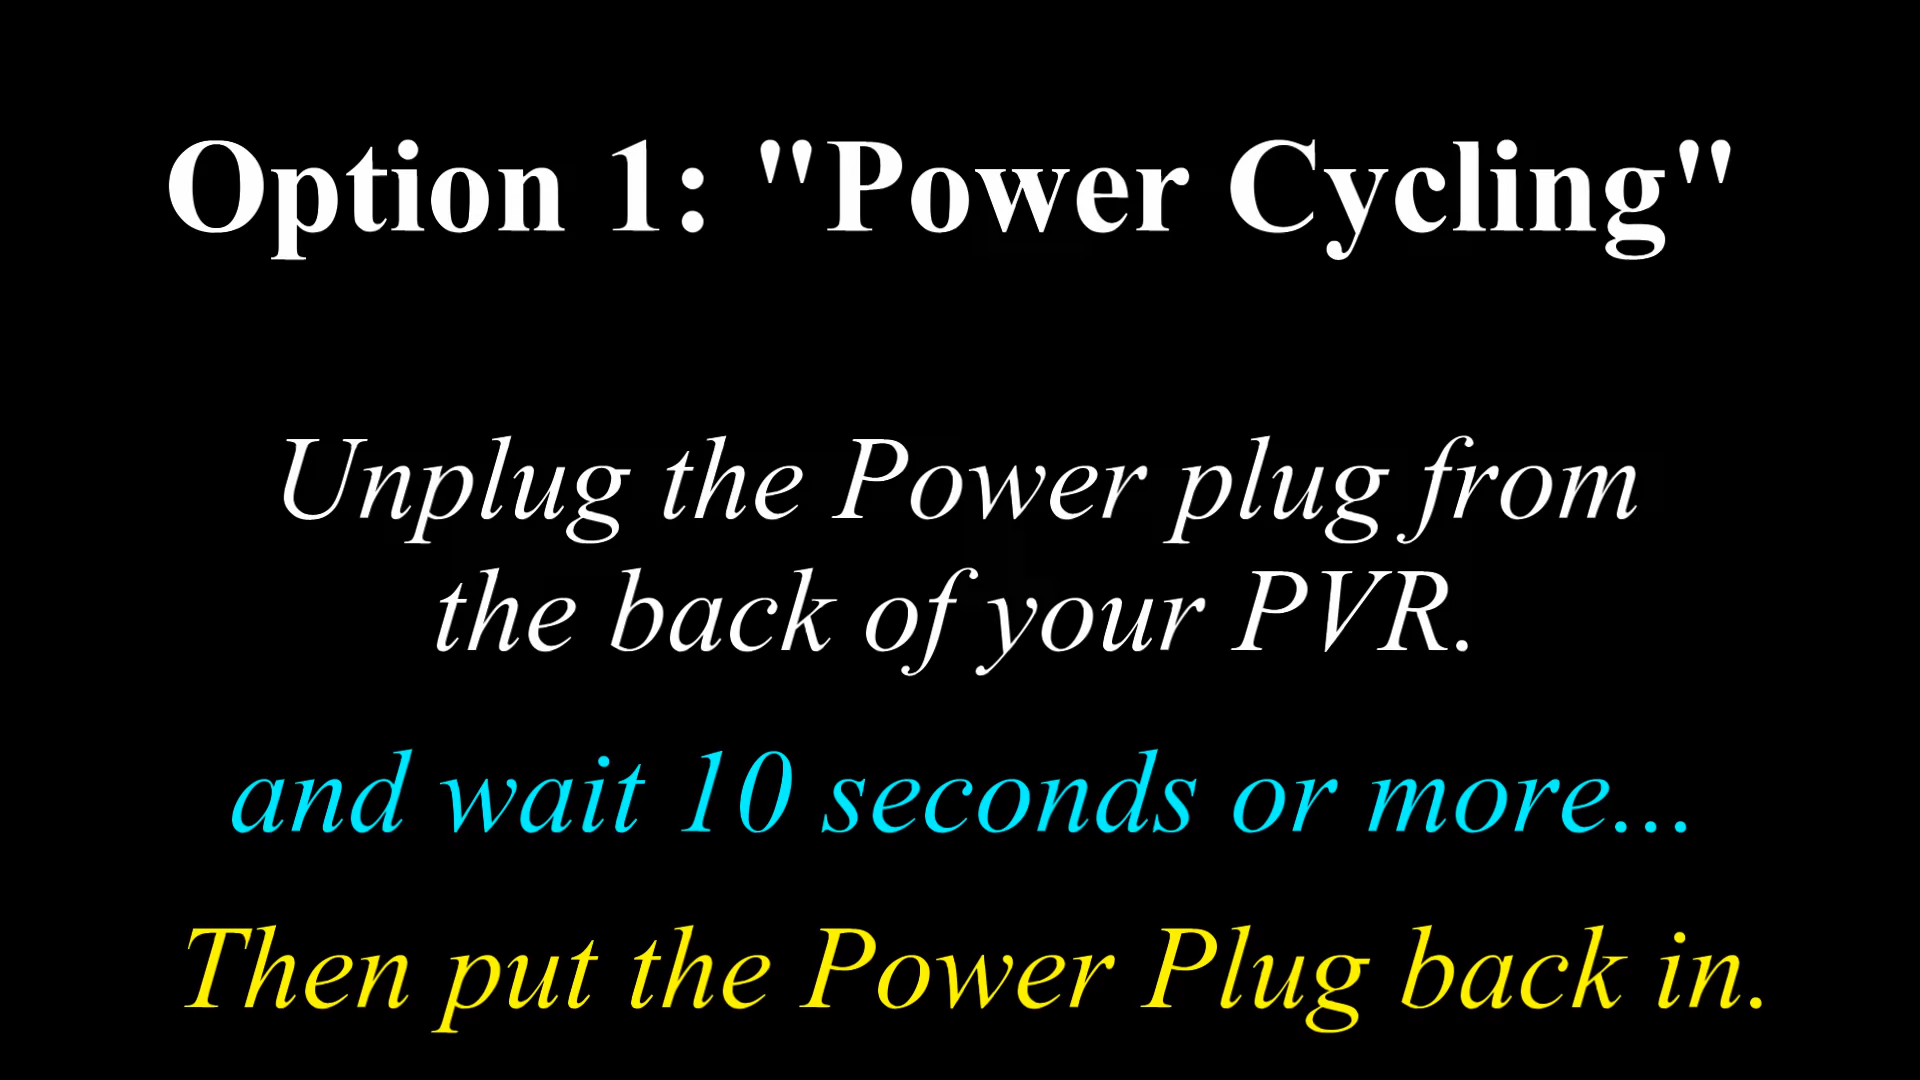 Option 1: "Power Cycling"
Unplug the Power plug from
the back of your PVR.
and wait 10 seconds or more...
Then put the Power Plug back in.